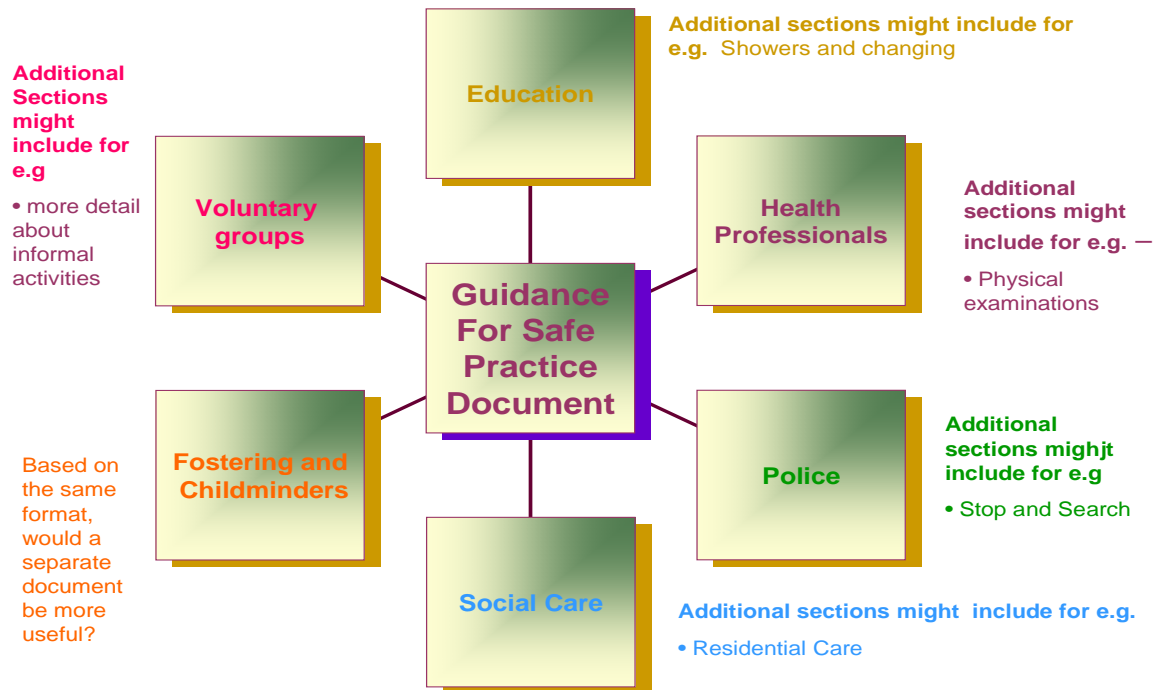 Additional sections might include for
e.g. Showers and changing
Education
Additional
Sections
might
include for
e.g
• more detail
about
informal
activities
Voluntary
groups
Health
Professionals
Additional
sections might
include for e.g. –
• Physical
examinations
Guidance
For Safe
Practice
Document
Based on
the same
format,
would a
separate
document
be more
useful?
Fostering and
Childminders
Police
Additional
sections mighjt
include for e.g
• Stop and Search
Social Care
Additional sections might include for e.g.
• Residential Care